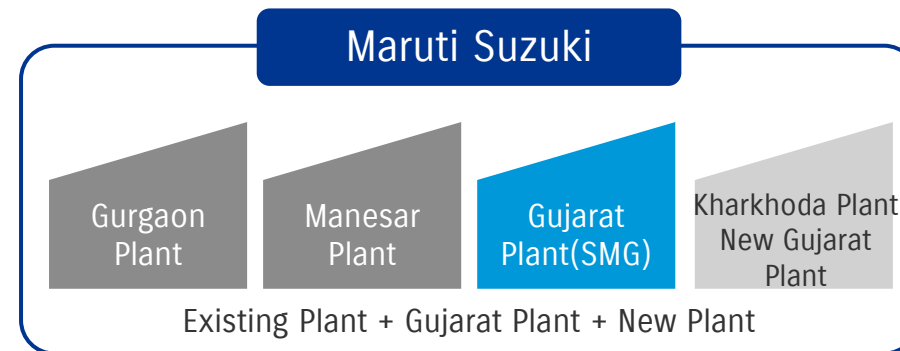 Maruti Suzuki
Gurgaon
Plant
Manesar
Plant
Gujarat
Plant(SMG)
Kharkhoda Plant
New Gujarat
Plant
Existing Plant + Gujarat Plant + New Plant